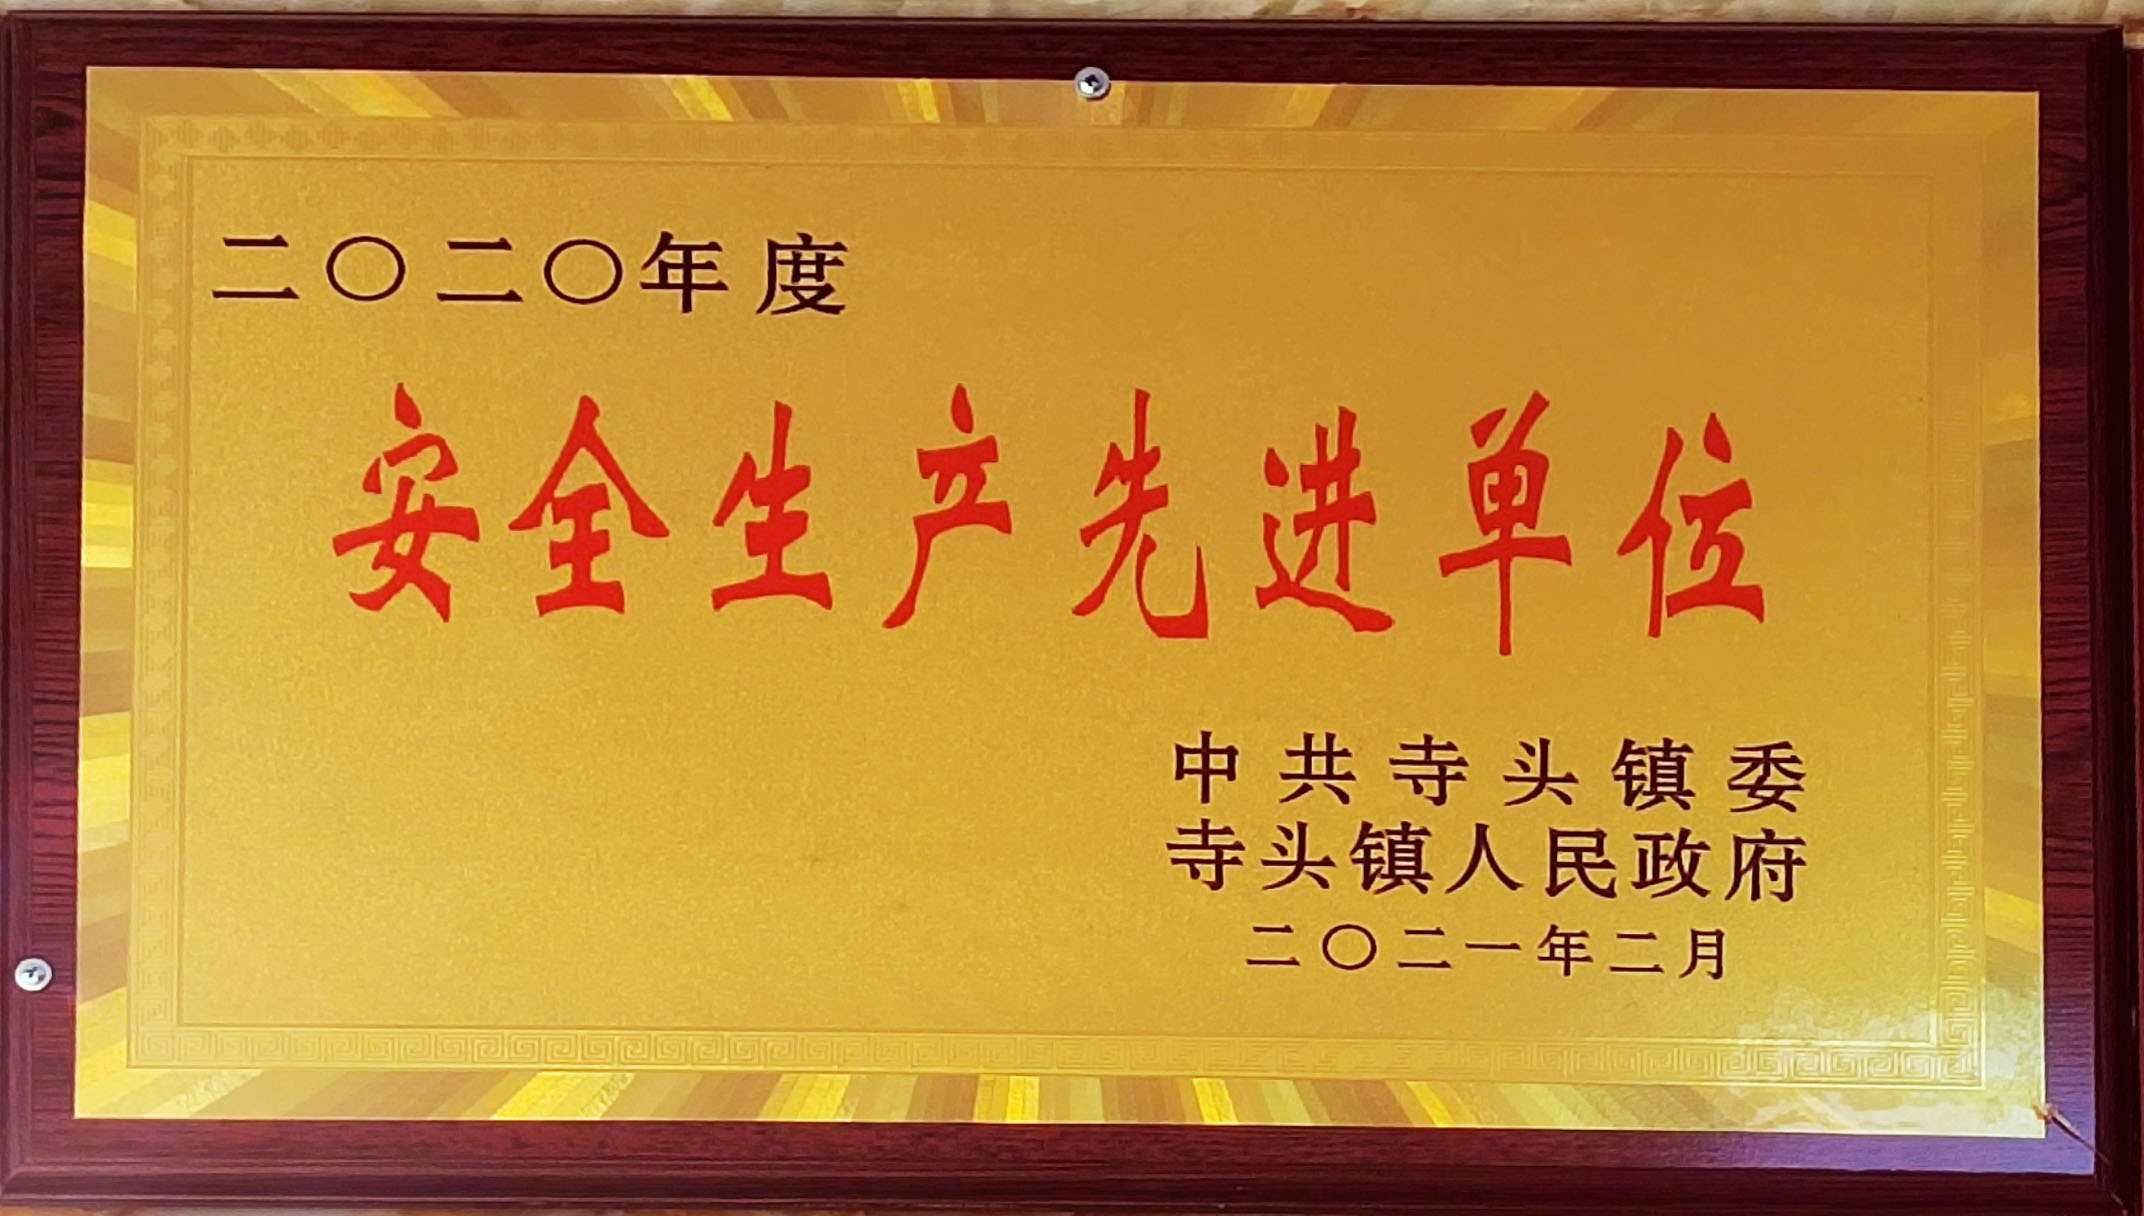 二〇二〇年度
安全生产先进单位
中共寺头镇委
寺头镇人民政府
二〇二一年二月